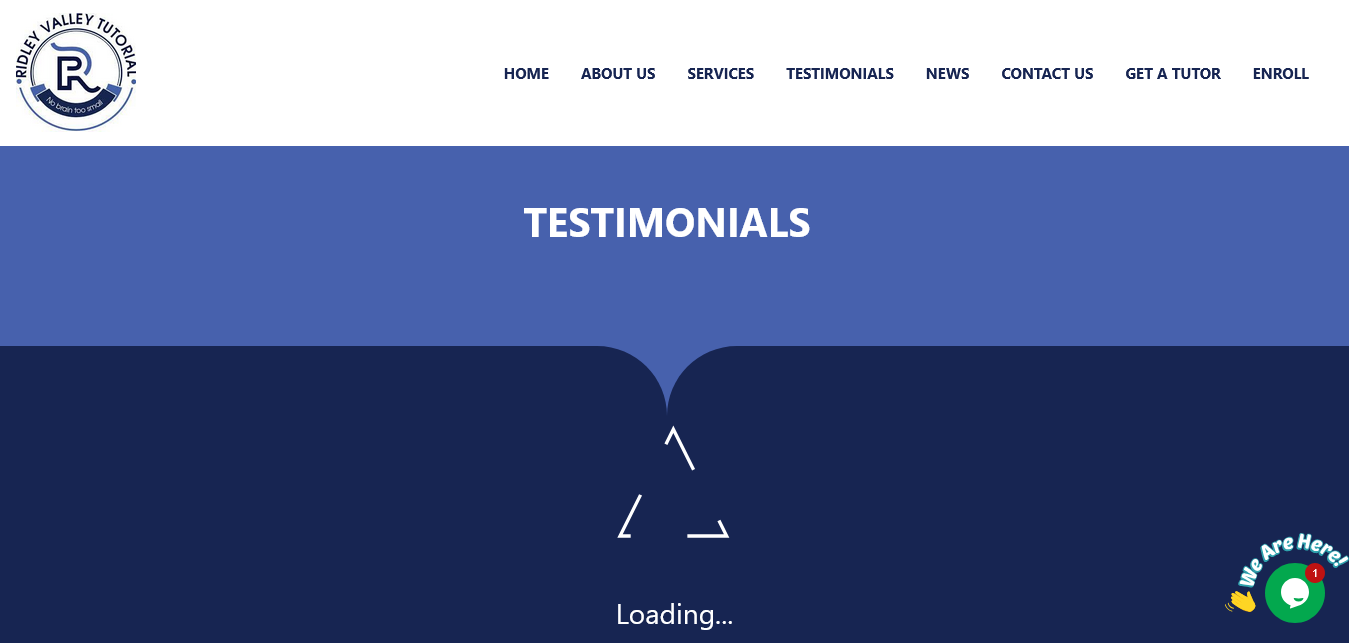 RIDLEY VALLEY TUTORIAL
R
No brain too small
HOME ABOUT US SERVICES TESTIMONIALS NEWS CONTACT US GET A TUTOR ENROLL
TESTIMONIALS
Loading...
We Are Here!
1